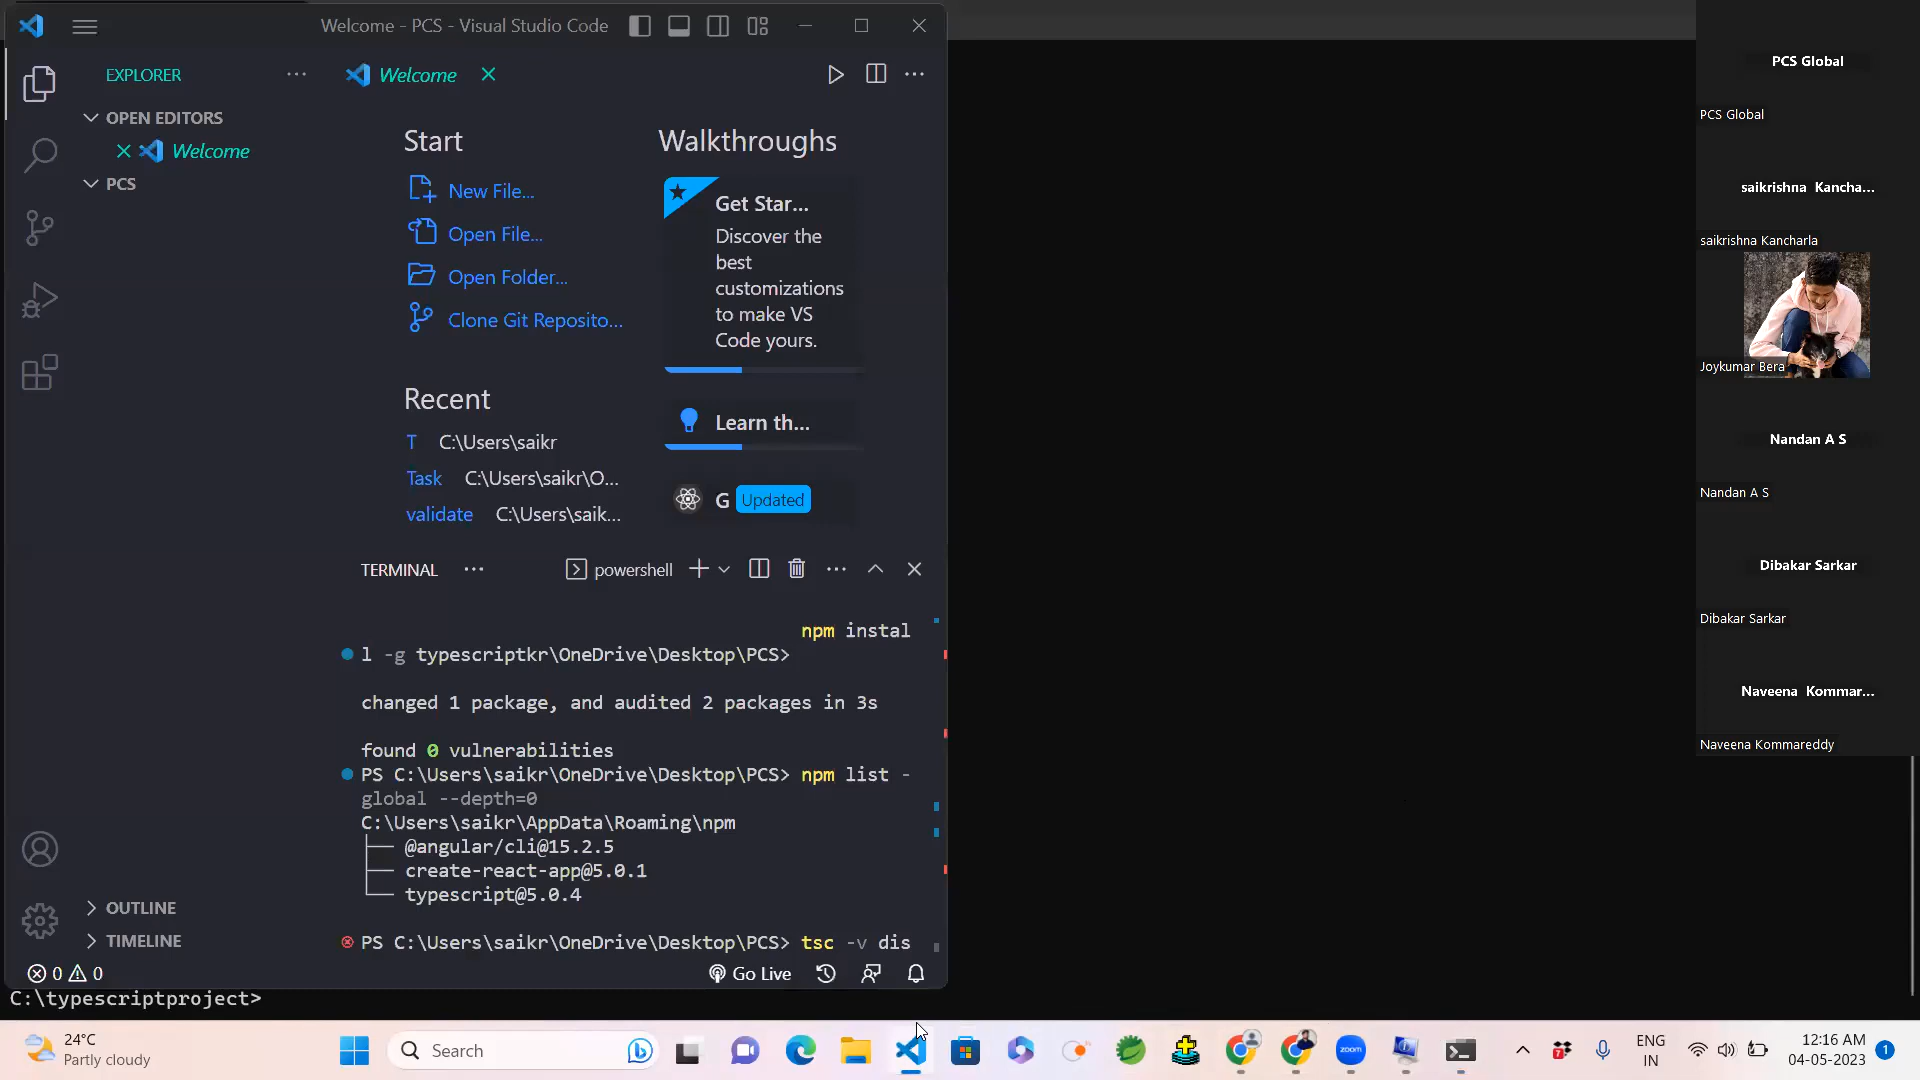 Welcome - PCS - Visual Studio Code
EXPLORER
OPEN EDITORS
Welcome
PCS
Welcome
Start
New File...
Open File...
Open Folder...
Clone Git Reposito...
Recent
T C:\Users\saikr
Task C:\Users\saikr\O...
validate C:\Users\saik...
Walkthroughs
Get Star...
Discover the
best
customizations
to make VS
Code yours.
Learn th...
G Updated
TERMINAL
powershell
npm instal
l -g typescriptkr\OneDrive\Desktop\PCS>
changed 1 package, and audited 2 packages in 3s
found 0 vulnerabilities
PS C:\Users\saikr\OneDrive\Desktop\PCS> npm list -
global --depth=0
C:\Users\saikr\AppData\Roaming\npm
@angular/cli@15.2.5
create-react-app@5.0.1
typescript@5.0.4
PS C:\Users\saikr\OneDrive\Desktop\PCS> tsc -v dis
OUTLINE
TIMELINE
0 0
Go Live
C:\typescriptproject>
PCS Global
PCS Global
saikrishna Kancha...
saikrishna Kancharla
Joykumar Bera
Nandan A S
Nandan A S
Dibakar Sarkar
Dibakar Sarkar
Naveena Kommar...
Naveena Kommareddy
24°C
Partly cloudy
Search
zoom
7
ENG
IN
12:16 AM
04-05-2023
1